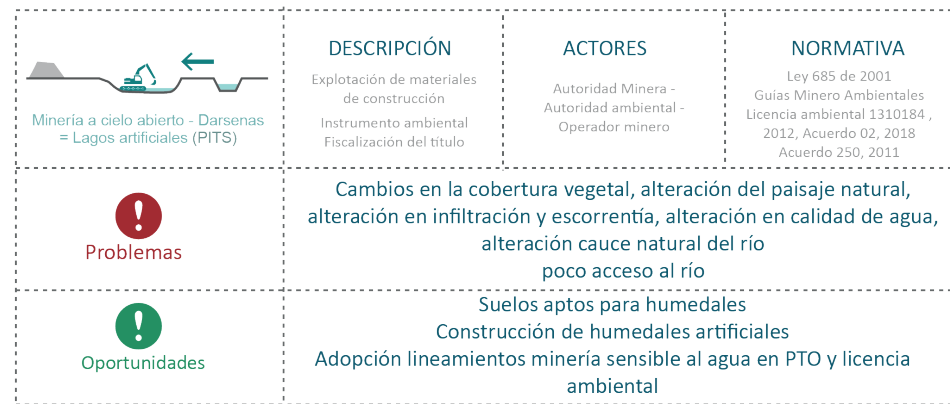 Minería a cielo abierto - Darsenas
= Lagos artificiales (PITS)
DESCRIPCIÓN
Explotación de materiales
de construcción
Instrumento ambiental
Fiscalización del título
ACTORES
Autoridad Minera -
Autoridad ambiental -
Operador minero
NORMATIVA
Ley 685 de 2001
Guías Minero Ambientales
Licencia ambiental 1310184 ,
2012, Acuerdo 02, 2018
Acuerdo 250, 2011
Problemas
Cambios en la cobertura vegetal, alteración del paisaje natural,
alteración en infiltración y escorrentía, alteración en calidad de agua,
alteración cauce natural del río
poco acceso al río
Oportunidades
Suelos aptos para humedales
Construcción de humedales artificiales
Adopción lineamientos minería sensible al agua en PTO y licencia
ambiental